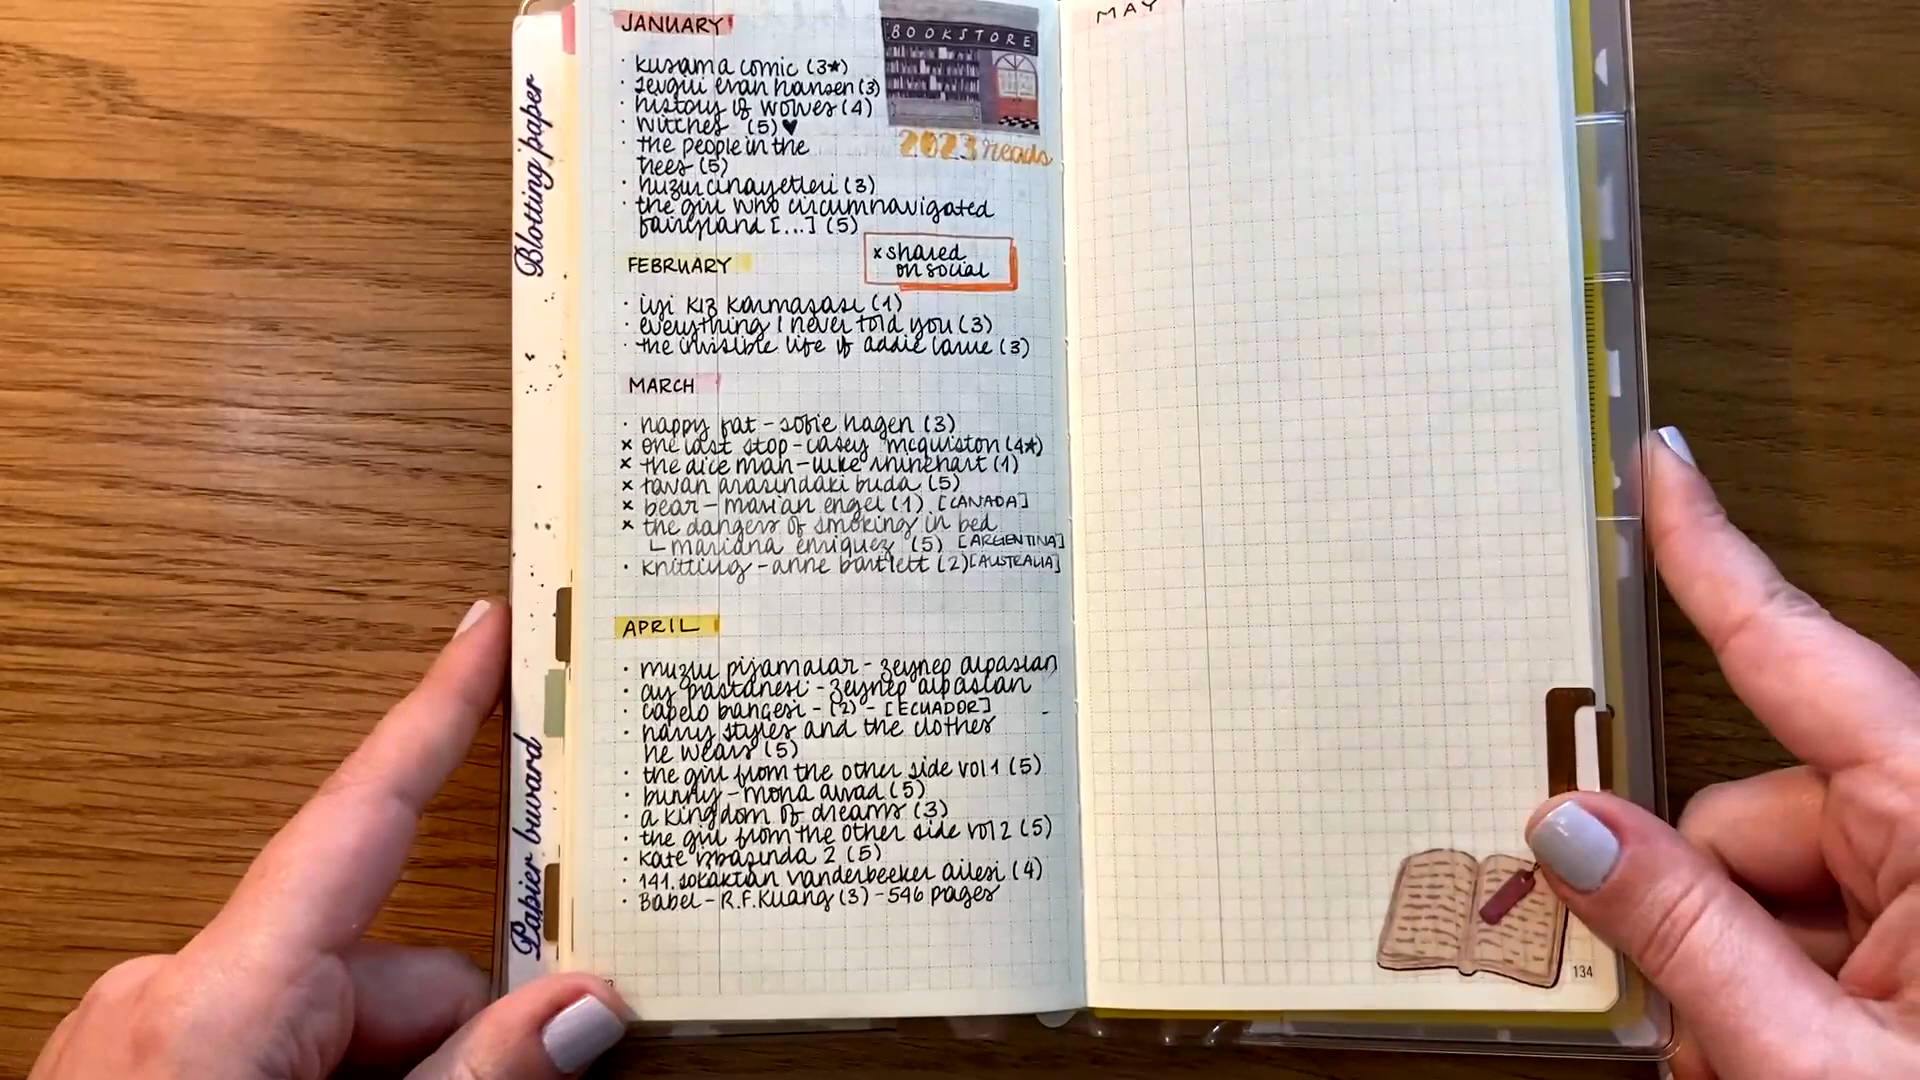 Blotting paper
Papier buvard
JANUARY
BOOKSTORE
2023 reads
· kusama comic (3★)
· sevgili evan hansen (3)
· history of wolves (4)
· witches (5) ♥
· the people in the
trees (5)
· huzur cinayetleri (3)
· the girl who circumnavigated
fairyland [...] (5)
x shared
on social
FEBRUARY
· iyi kız karmaşası (1)
· everything I never told you (3)
· the invisible life of addie larue (3)
MARCH
· happy fat - sofie hagen (3)
x one last stop - casey mcquiston (4★)
x the dice man - luke rhinehart (1)
x tavan arasındaki buda (5)
x bear - marian engel (1) [CANADA]
x the dangers of smoking in bed
└ mariana enriquez (5) [ARGENTINA]
· knitting - anne bartlett (2) [AUSTRALIA]
APRIL
· muzlu pijamalar - zeynep alpaslan
· ay pastanesi - zeynep alpaslan
· capelo bahçesi - (2) - [ECUADOR]
· harry styles and the clothes
he wears (5)
· the girl from the other side vol 1 (5)
· bunny - mona awad (5)
· a kingdom of dreams (3)
· the girl from the other side vol 2 (5)
· kate izbaşında 2 (5)
· 141. sokaktan vanderbeeker ailesi (4)
· Babel - R.F. Kuang (3) - 546 pages
MAY
134